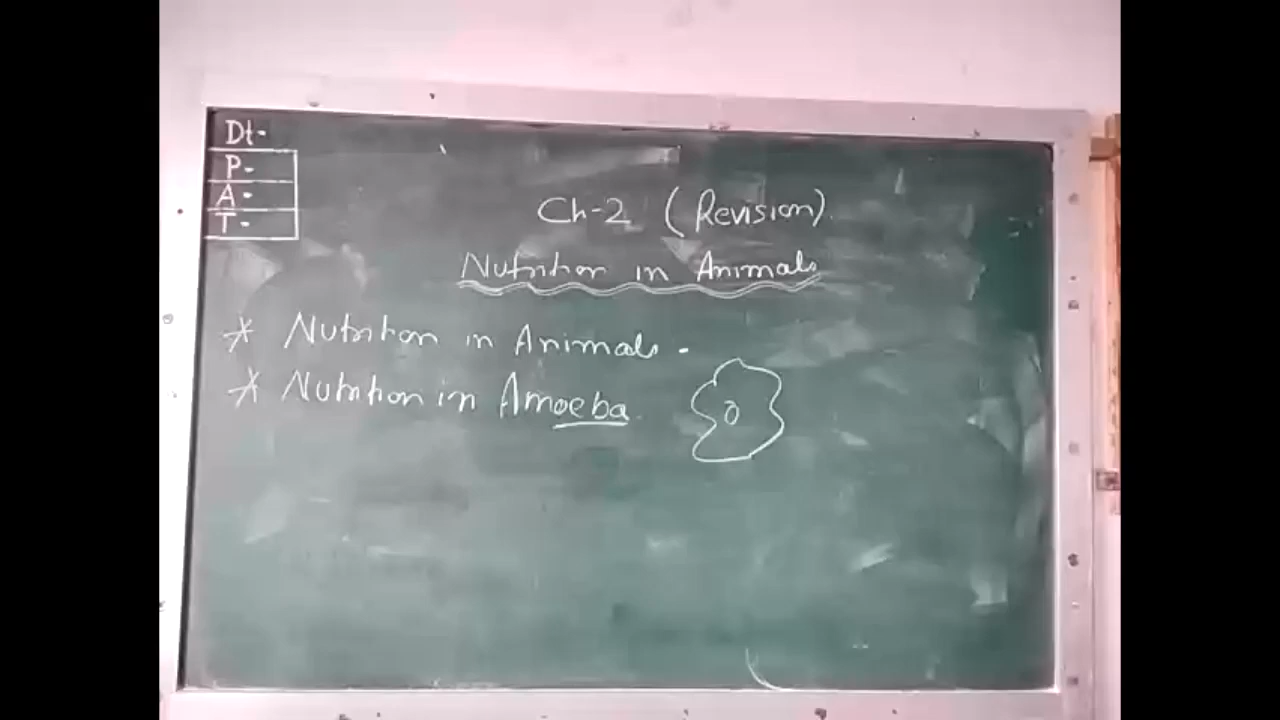 Dt-
P-
A-
T-
Ch-2 (Revision)
Nutrition in Animals
* Nutrition in Animals.
* Nutrition in Amoeba.